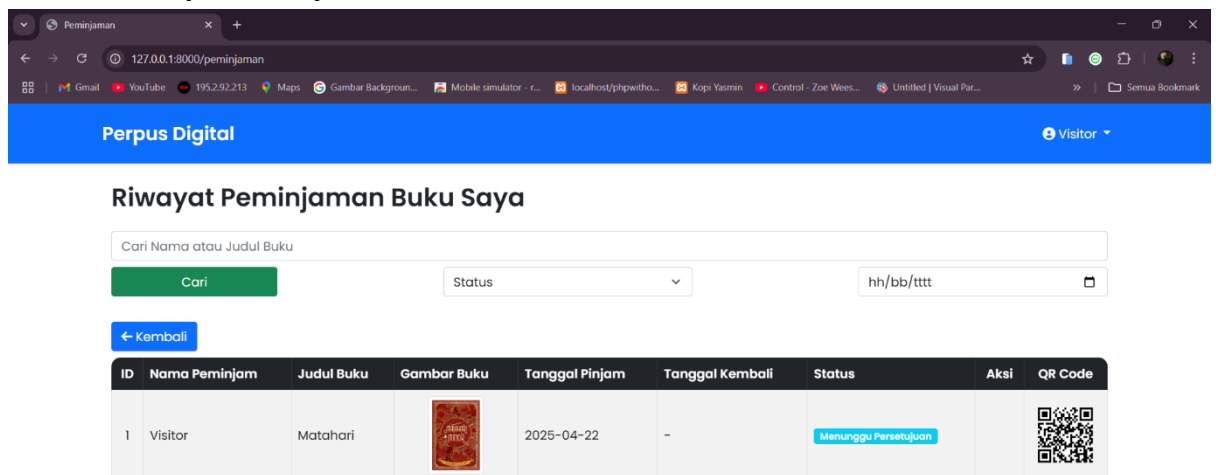 Peminjaman
127.0.0.1:8000/peminjaman
Gmail YouTube 195.2.92.213 Maps Gambar Backgroun... Mobile simulator - r... localhost/phpwitho... Kopi Yasmin Control - Zoe Wees... Untitled | Visual Par... » Semua Bookmark
Perpus Digital Visitor
Riwayat Peminjaman Buku Saya
Cari Nama atau Judul Buku
Cari Status hh/bb/tttt
← Kembali
ID Nama Peminjam Judul Buku Gambar Buku Tanggal Pinjam Tanggal Kembali Status Aksi QR Code
1 Visitor Matahari 2025-04-22 - Menunggu Persetujuan